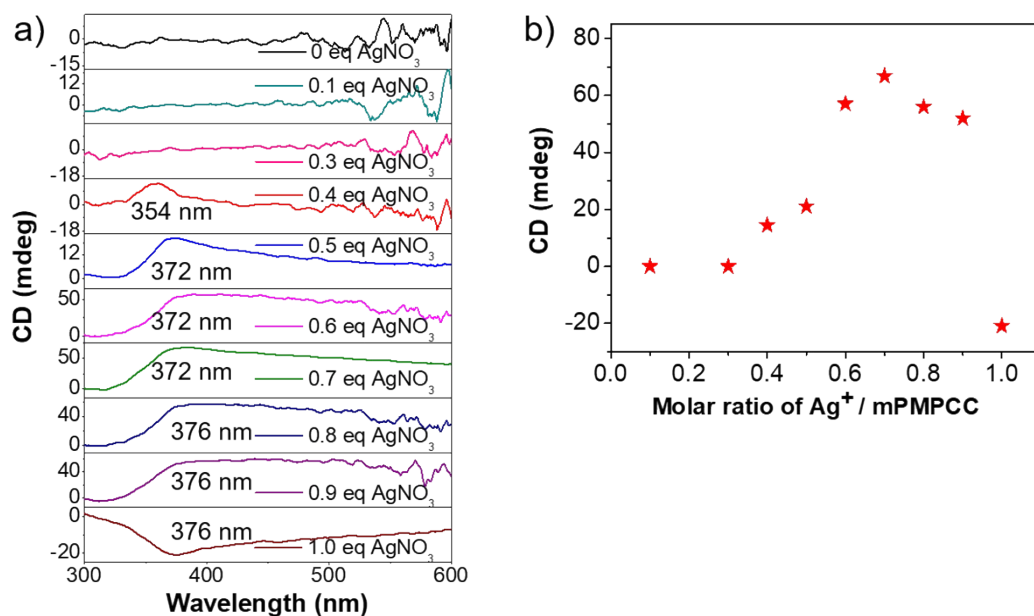 a)
0
-15
0 eq AgNO₃
12
0
0.1 eq AgNO₃
0
-18
0.3 eq AgNO₃
0
-18
354 nm
0.4 eq AgNO₃
12
0
372 nm
0.5 eq AgNO₃
50
0
372 nm
0.6 eq AgNO₃
50
0
372 nm
0.7 eq AgNO₃
40
0
376 nm
0.8 eq AgNO₃
40
0
376 nm
0.9 eq AgNO₃
0
-20
376 nm
1.0 eq AgNO₃
300 400 500 600
Wavelength (nm)
CD (mdeg)
b)
80
60
40
20
0
-20
0.0 0.2 0.4 0.6 0.8 1.0
Molar ratio of Ag⁺ / mPMPCC
CD (mdeg)